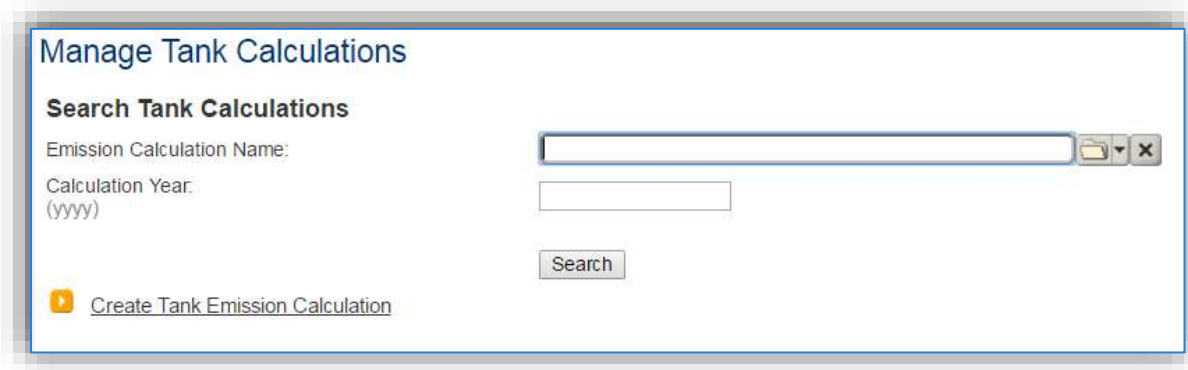 Manage Tank Calculations
Search Tank Calculations
Emission Calculation Name:
Calculation Year:
(yyyy)
Search
Create Tank Emission Calculation